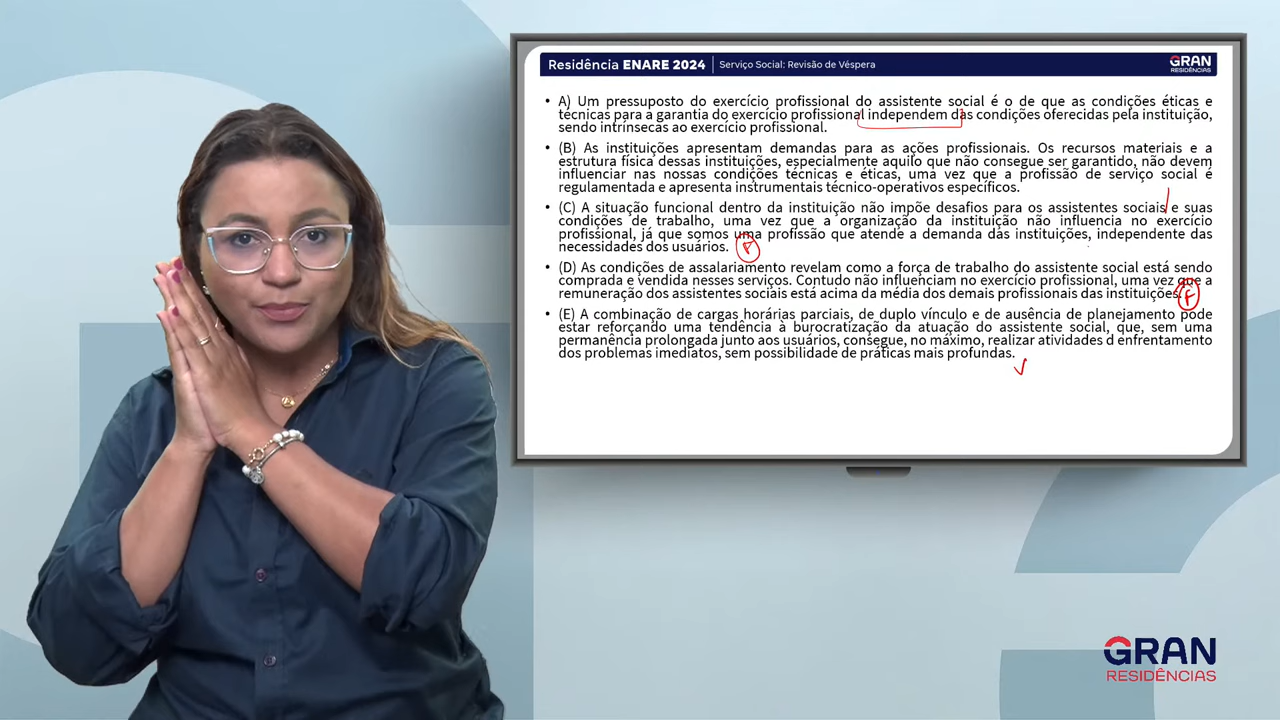 Residência ENARE 2024 | Serviço Social: Revisão de Véspera
GRAN
RESIDÊNCIAS
• A) Um pressuposto do exercício profissional do assistente social é o de que as condições éticas e
técnicas para a garantia do exercício profissional independem das condições oferecidas pela instituição,
sendo intrínsecas ao exercício profissional.
• (B) As instituições apresentam demandas para as ações profissionais. Os recursos materiais e a
estrutura física dessas instituições, especialmente aquilo que não consegue ser garantido, não devem
influenciar nas nossas condições técnicas e éticas, uma vez que a profissão de serviço social é
regulamentada e apresenta instrumentais técnico-operativos específicos.
• (C) A situação funcional dentro da instituição não impõe desafios para os assistentes sociais e suas
condições de trabalho, uma vez que a organização da instituição não influencia no exercício
profissional, já que somos uma profissão que atende a demanda das instituições, independente das
necessidades dos usuários. F
• (D) As condições de assalariamento revelam como a força de trabalho do assistente social está sendo
comprada e vendida nesses serviços. Contudo não influenciam no exercício profissional, uma vez que a
remuneração dos assistentes sociais está acima da média dos demais profissionais das instituições. F
• (E) A combinação de cargas horárias parciais, de duplo vínculo e de ausência de planejamento pode
estar reforçando uma tendência à burocratização da atuação do assistente social, que, sem uma
permanência prolongada junto aos usuários, consegue, no máximo, realizar atividades d enfrentamento
dos problemas imediatos, sem possibilidade de práticas mais profundas.
GRAN
RESIDÊNCIAS